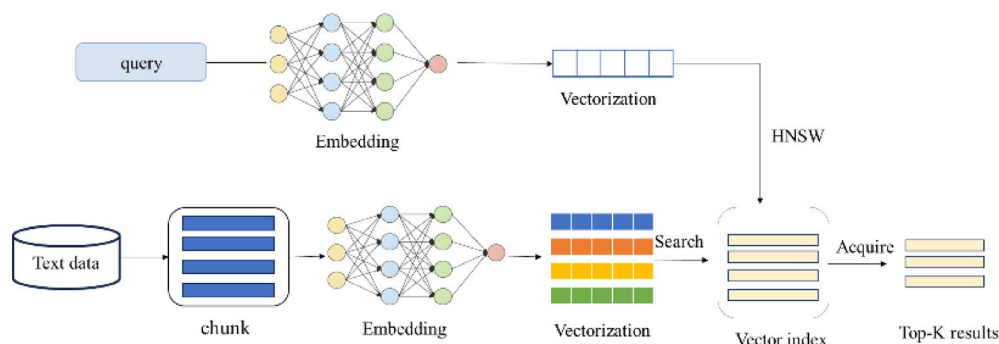 query
Embedding
Vectorization
HNSW
Text data
chunk
Embedding
Vectorization
Search
Vector index
Acquire
Top-K results